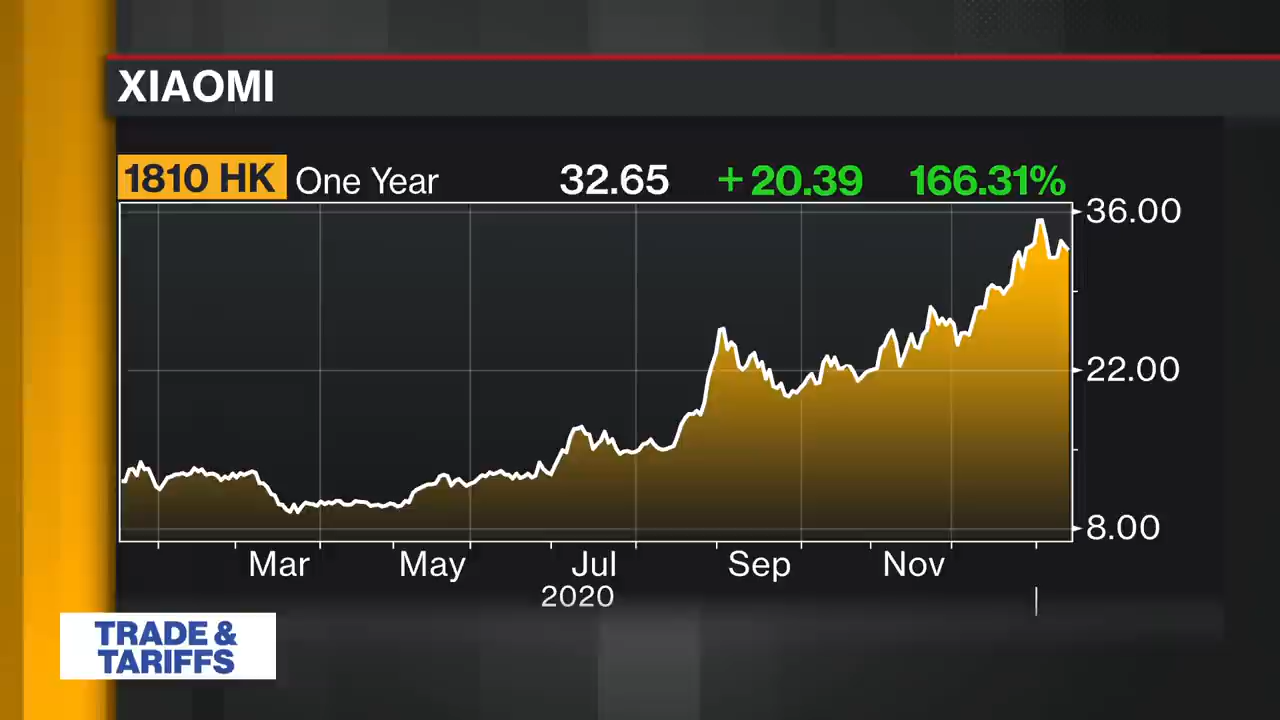 XIAOMI
1810 HK One Year 32.65 +20.39 166.31%
36.00
22.00
8.00
Mar May Jul Sep Nov
2020
TRADE &
TARIFFS